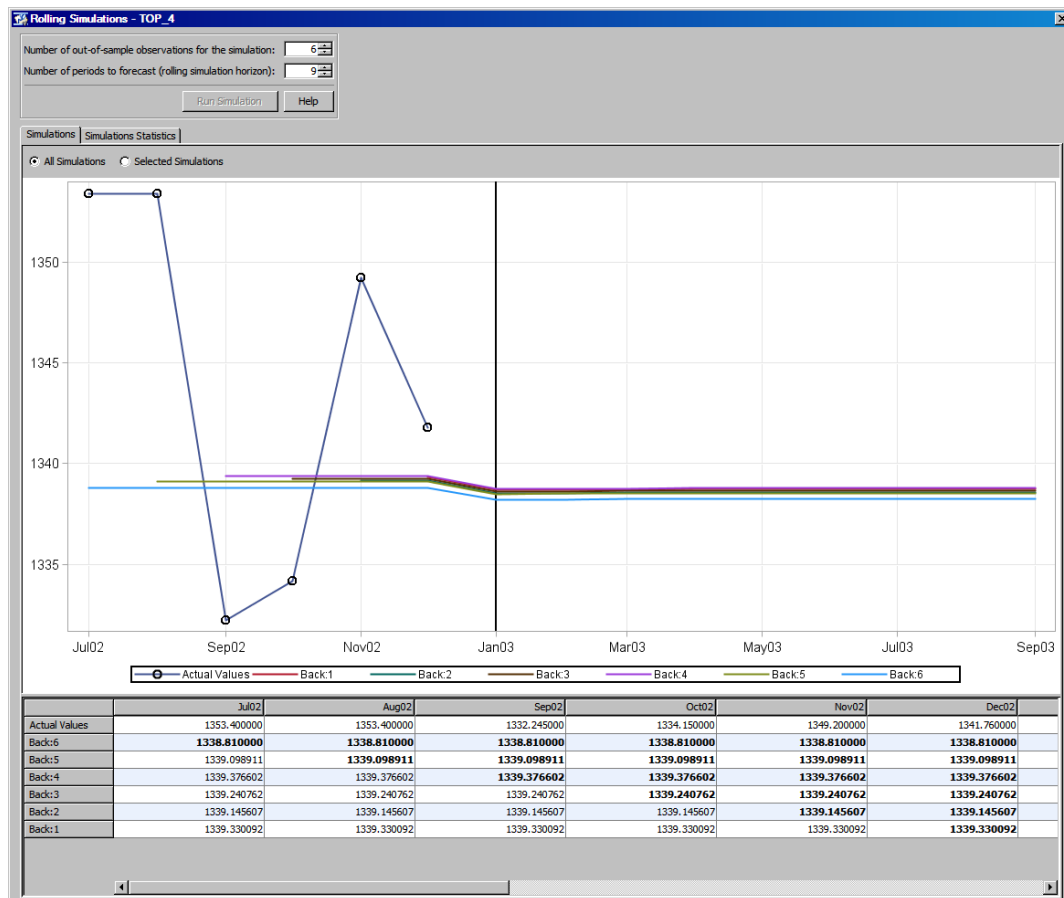 Rolling Simulations - TOP_4
Number of out-of-sample observations for the simulation: 6
Number of periods to forecast (rolling simulation horizon): 9
Run Simulation Help
Simulations Simulations Statistics
All Simulations Selected Simulations
1350
1345
1340
1335
Jul02 Sep02 Nov02 Jan03 Mar03 May03 Jul03 Sep03
Actual Values Back:1 Back:2 Back:3 Back:4 Back:5 Back:6
Jul02 Aug02 Sep02 Oct02 Nov02 Dec02
Actual Values 1353.400000 1353.400000 1332.245000 1334.150000 1349.200000 1341.760000
Back:6 1338.810000 1338.810000 1338.810000 1338.810000 1338.810000 1338.810000
Back:5 1339.098911 1339.098911 1339.098911 1339.098911 1339.098911 1339.098911
Back:4 1339.376602 1339.376602 1339.376602 1339.376602 1339.376602 1339.376602
Back:3 1339.240762 1339.240762 1339.240762 1339.240762 1339.240762 1339.240762
Back:2 1339.145607 1339.145607 1339.145607 1339.145607 1339.145607 1339.145607
Back:1 1339.330092 1339.330092 1339.330092 1339.330092 1339.330092 1339.330092